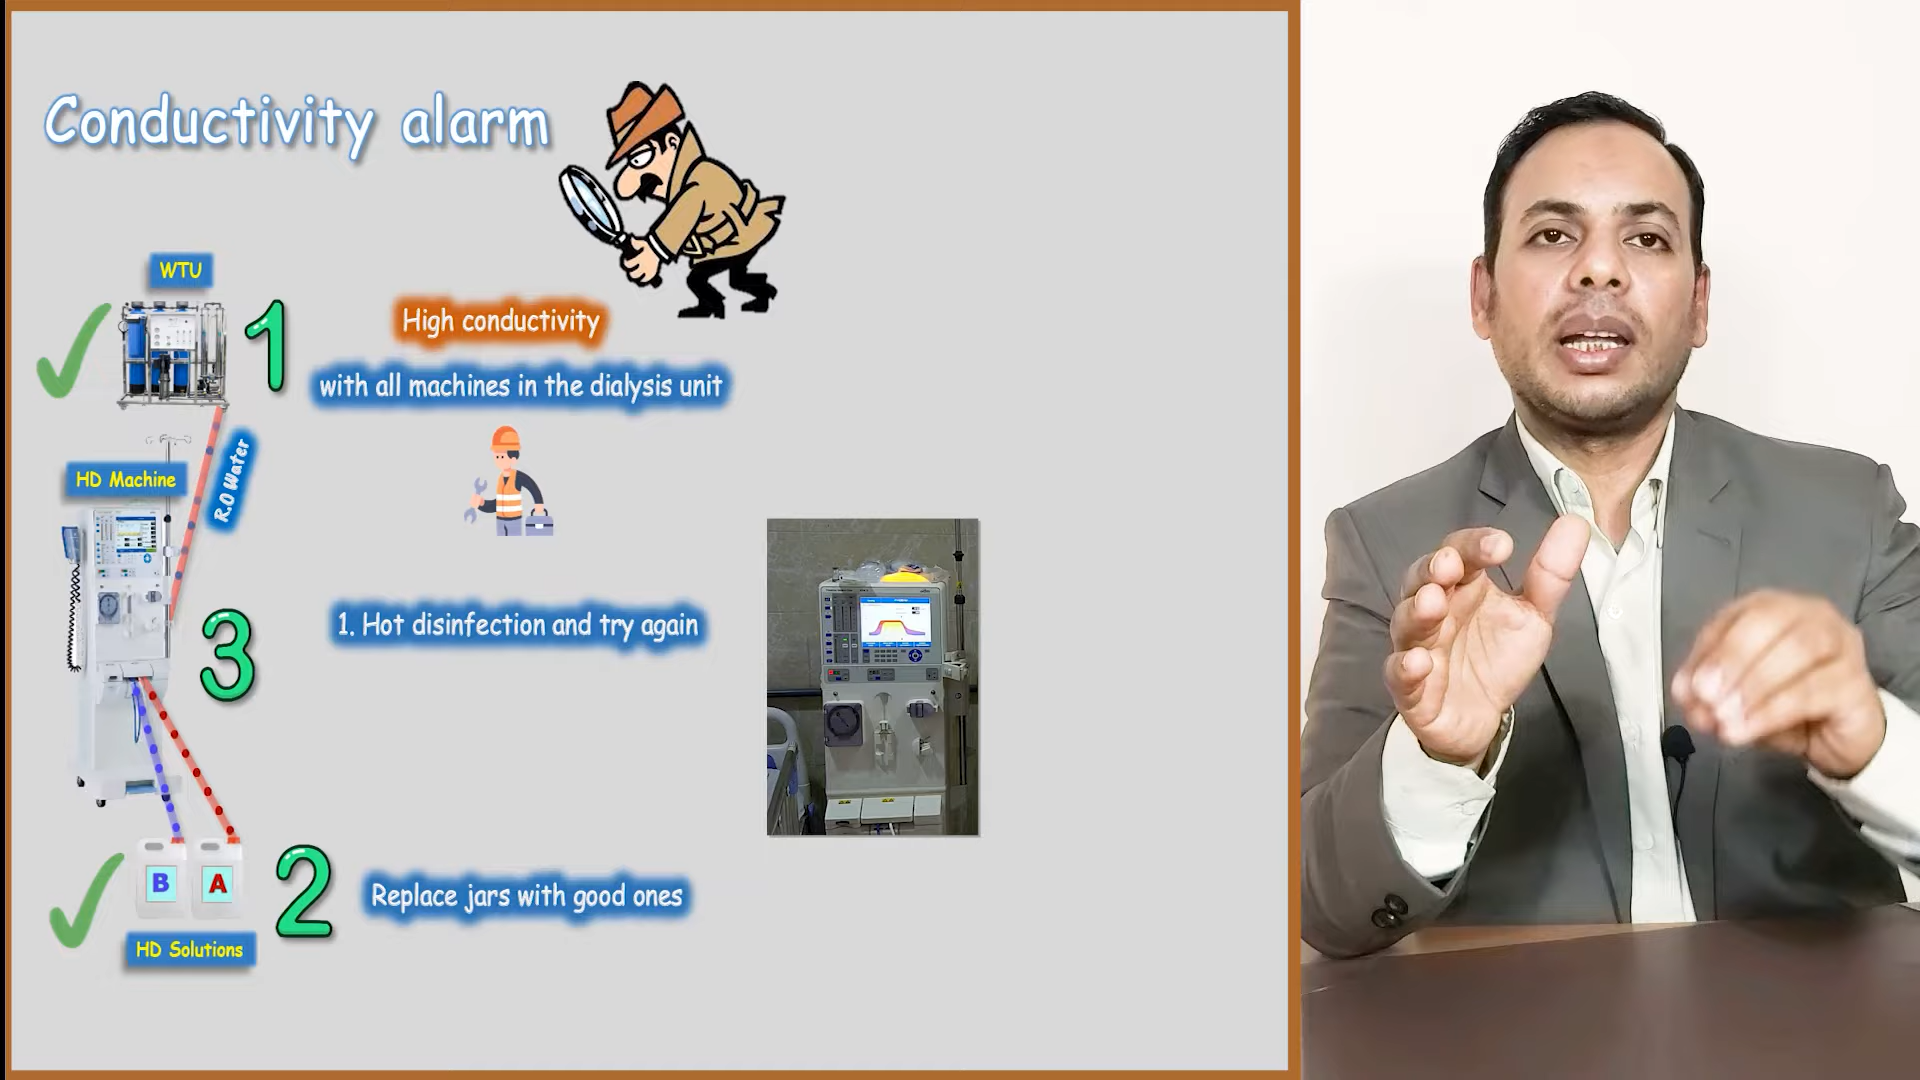 Conductivity alarm
WTU
1
High conductivity
with all machines in the dialysis unit
R.O Water
HD Machine
3
1. Hot disinfection and try again
B
A
2
Replace jars with good ones
HD Solutions